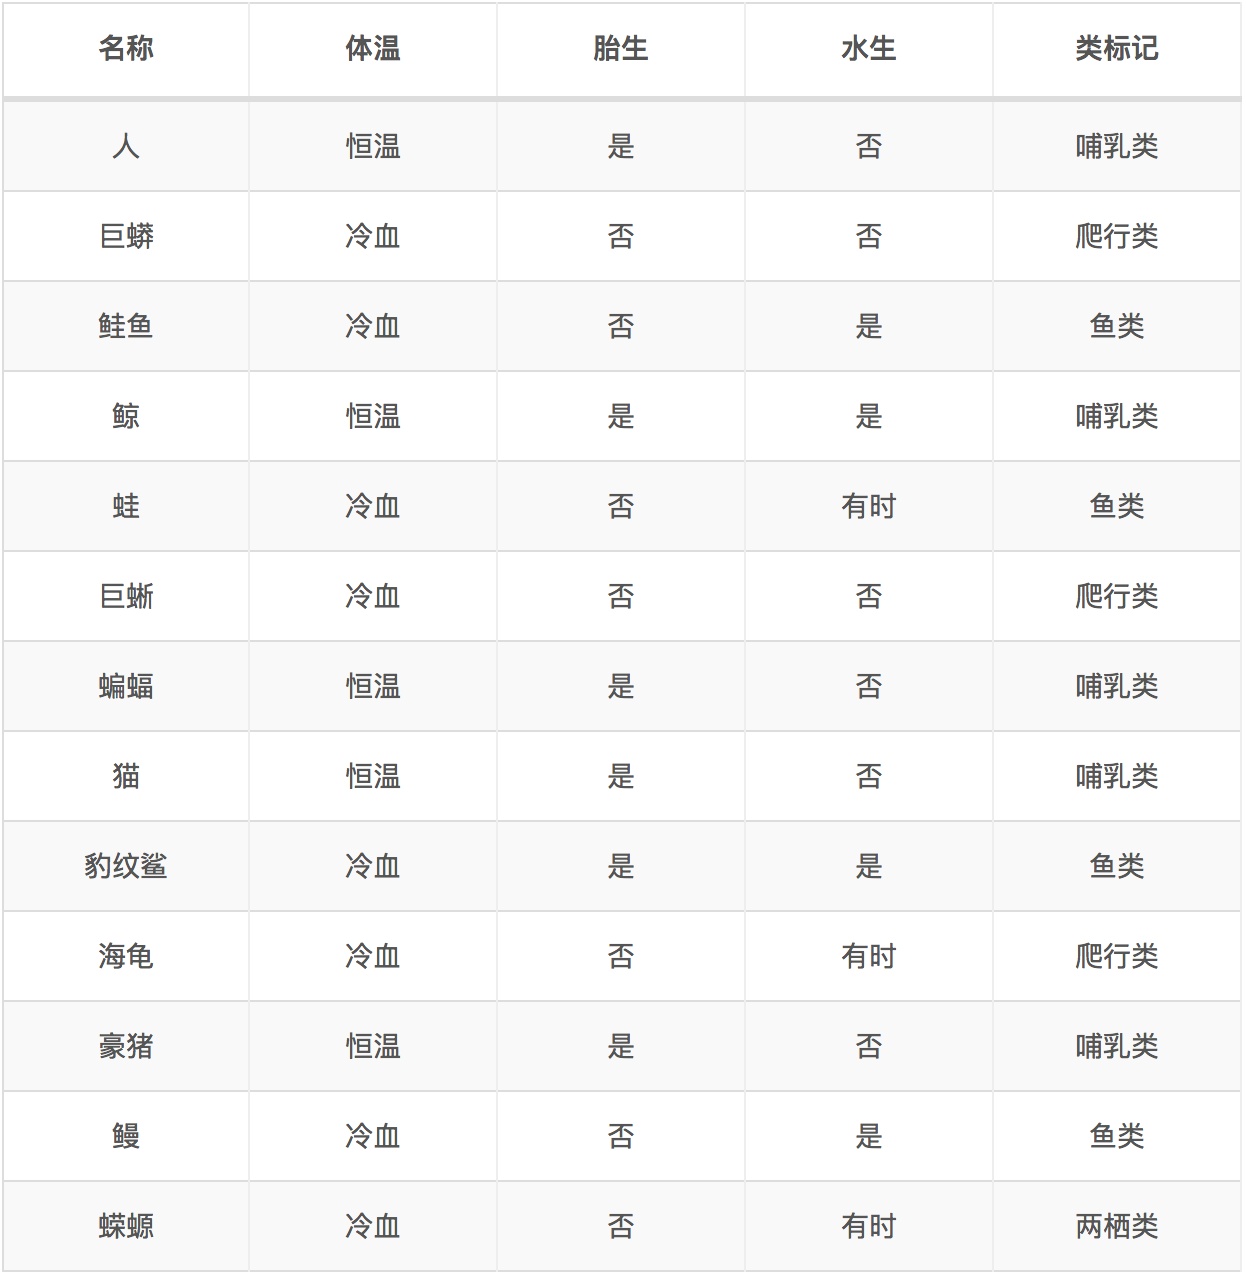 名称 体温 胎生 水生 类标记
人 恒温 是 否 哺乳类
巨蟒 冷血 否 否 爬行类
鲑鱼 冷血 否 是 鱼类
鲸 恒温 是 是 哺乳类
蛙 冷血 否 有时 鱼类
巨蜥 冷血 否 否 爬行类
蝙蝠 恒温 是 否 哺乳类
猫 恒温 是 否 哺乳类
豹纹鲨 冷血 是 是 鱼类
海龟 冷血 否 有时 爬行类
豪猪 恒温 是 否 哺乳类
鳗 冷血 否 是 鱼类
蝾螈 冷血 否 有时 两栖类